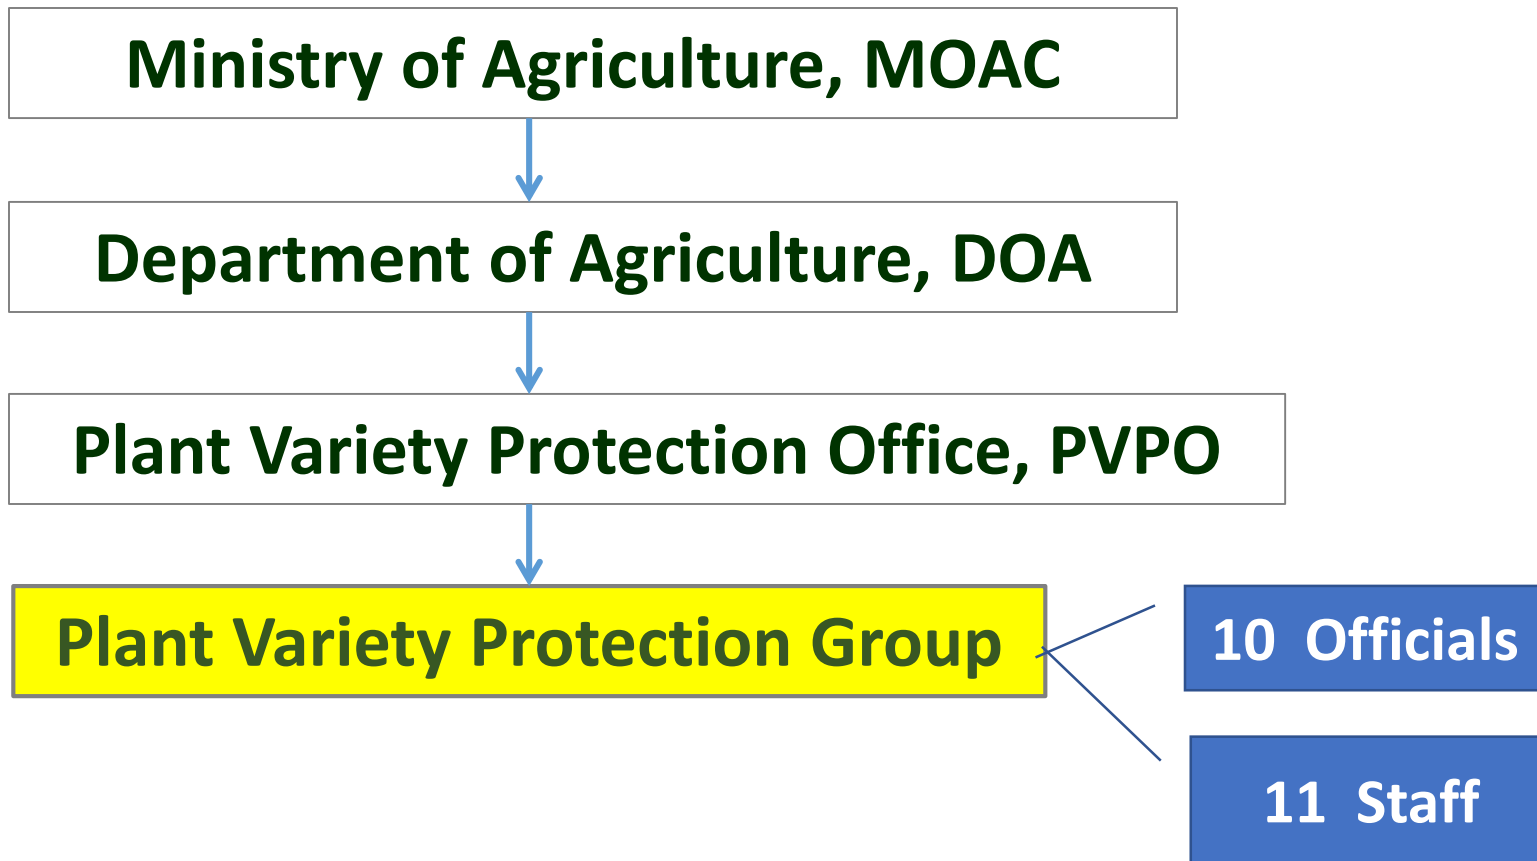 Ministry of Agriculture, MOAC
Department of Agriculture, DOA
Plant Variety Protection Office, PVPO
Plant Variety Protection Group
10 Officials
11 Staff